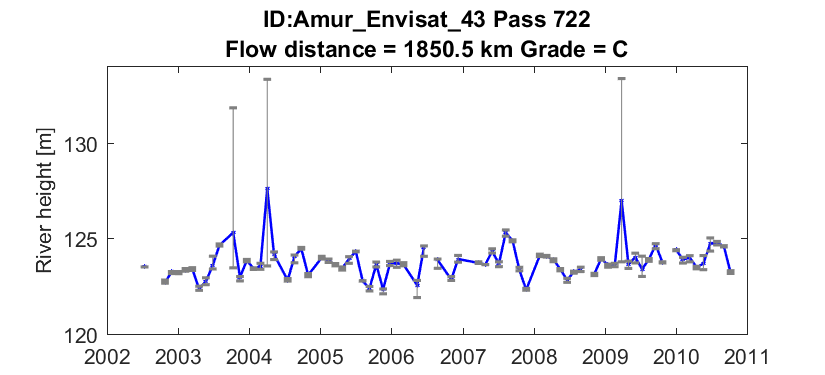 ID:Amur_Envisat_43 Pass 722
Flow distance = 1850.5 km Grade = C
River height [m]
130
125
120
2002 2003 2004 2005 2006 2007 2008 2009 2010 2011